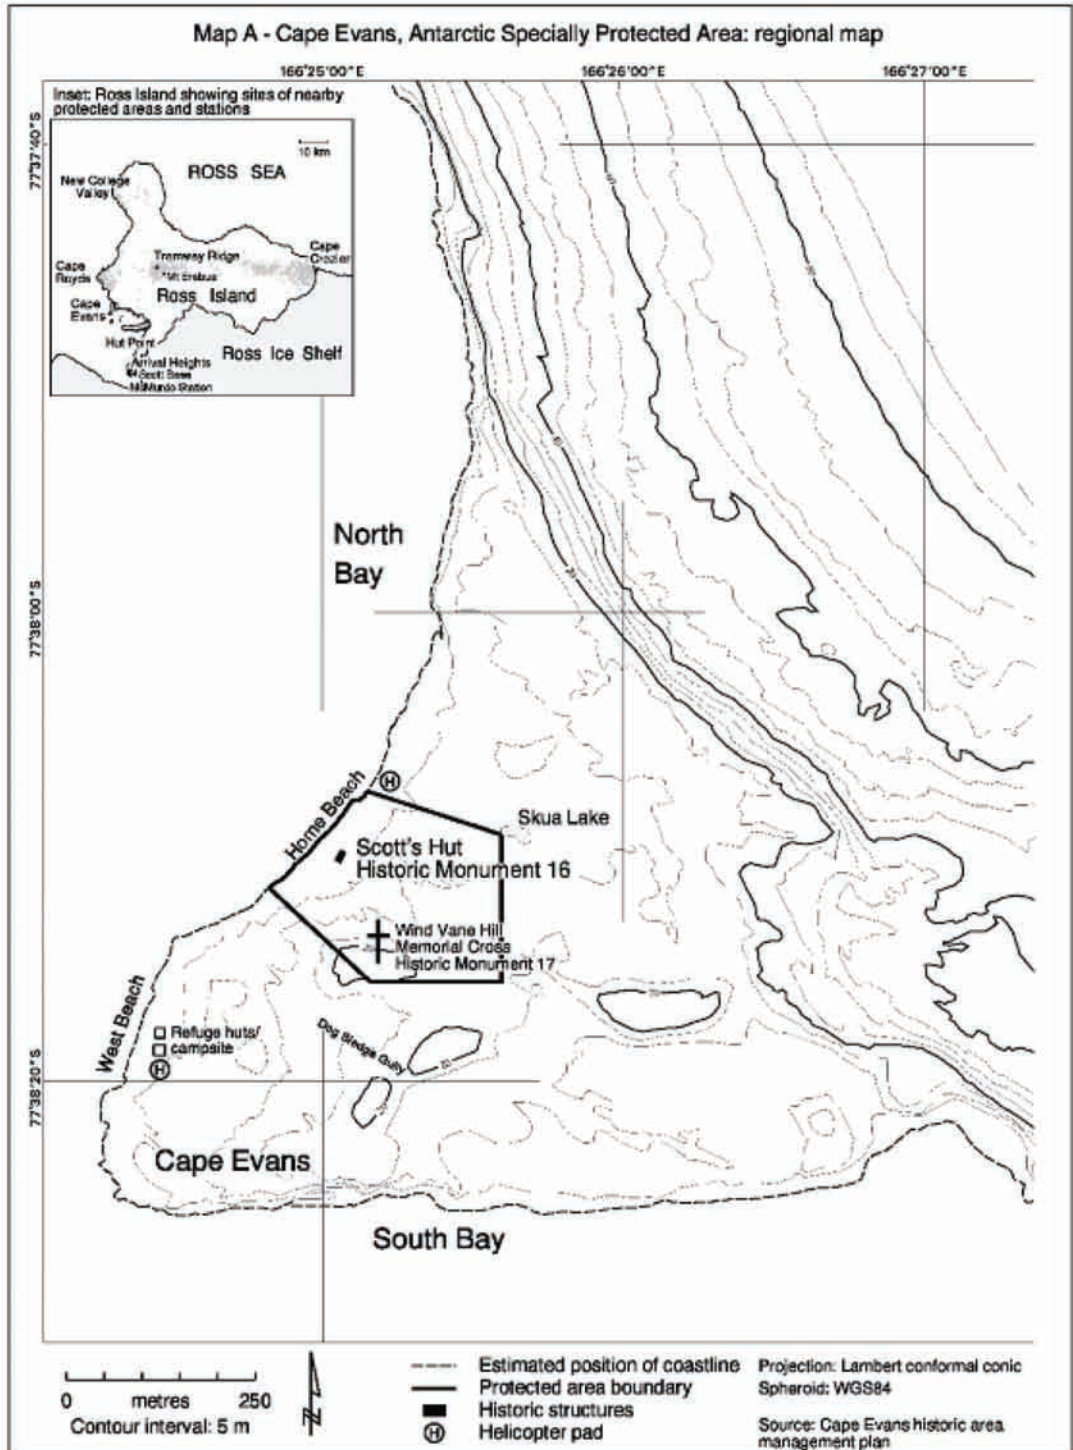 Map A - Cape Evans, Antarctic Specially Protected Area: regional map
166°25'00"E
166°26'00"E
166°27'00"E
Inset: Ross Island showing sites of nearby
protected areas and stations
10 km
ROSS SEA
New College
Valley
Tramway Ridge
Cape
Crozier
Cape
Royds
Mt Erebus
Ross Island
Cape
Evans
Hut Point
Ross Ice Shelf
Arrival Heights
Scott Base
McMurdo Station
77°37'40"S
North
Bay
77°38'00"S
Home Beach
Skua Lake
Scott's Hut
Historic Monument 16
Wind Vane Hill
Memorial Cross
Historic Monument 17
West Beach
Refuge huts/
campsite
H
H
Dog Sledge Gully
77°38'20"S
Cape Evans
South Bay
0 metres 250
Contour interval: 5 m
Estimated position of coastline
Protected area boundary
Historic structures
H
Helicopter pad
Projection: Lambert conformal conic
Spheroid: WGS84
Source: Cape Evans historic area
management plan